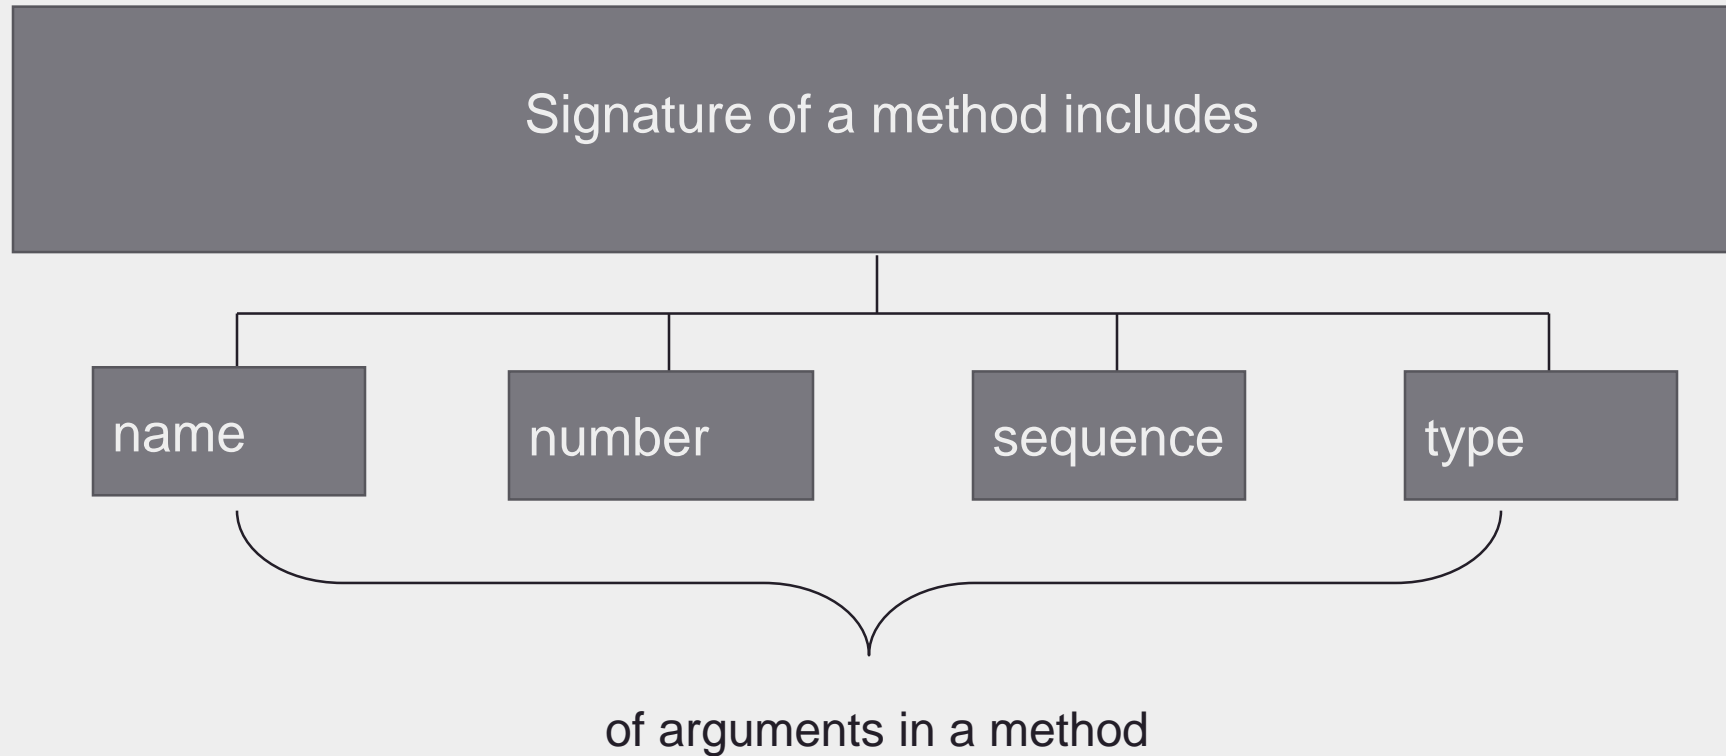 Signature of a method includes
name
number
sequence
type
of arguments in a method